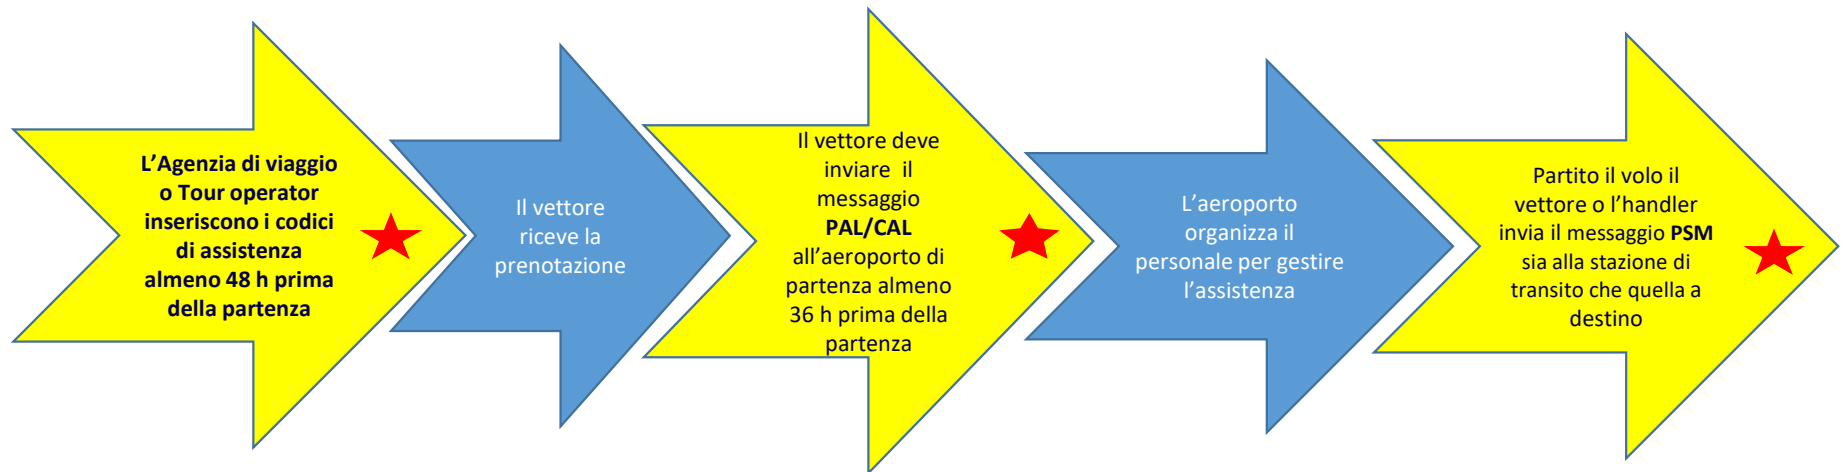 L’Agenzia di viaggio
o Tour operator
inseriscono i codici
di assistenza
almeno 48 h prima
della partenza
Il vettore
riceve la
prenotazione
Il vettore deve
inviare il
messaggio
PAL/CAL
all’aeroporto di
partenza almeno
36 h prima della
partenza
L’aeroporto
organizza il
personale per gestire
l’assistenza
Partito il volo il
vettore o l’handler
invia il messaggio PSM
sia alla stazione di
transito che quella a
destino